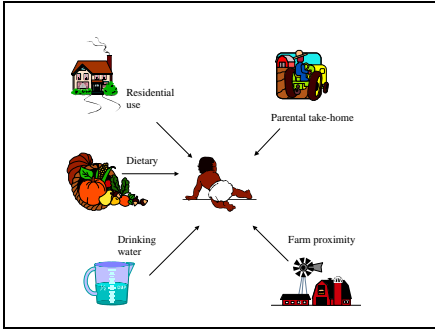 Residential
use
Parental take-home
Dietary
Drinking
water
Farm proximity